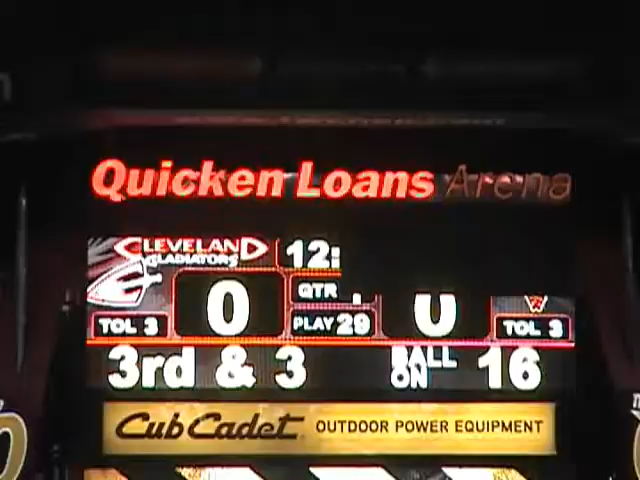 Quicken Loans Arena
CLEVELAND
GLADIATORS
12:
QTR
0
0
TOL 3
PLAY 29
TOL 3
3rd & 3
BALL ON 16
Cub Cadet OUTDOOR POWER EQUIPMENT